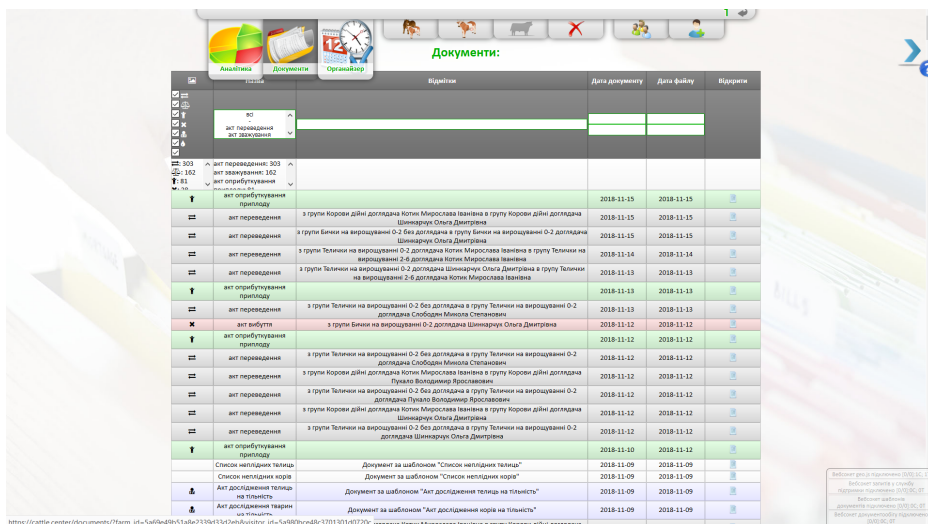 1
Аналітика
Документи
Органайзер
Документи:
Назва
Відмітки
Дата документу
Дата файлу
Відкрити
всі
-
акт переведення
акт зважування
: 303
: 162
: 81
акт переведення: 303
акт зважування: 162
акт оприбуткування
приплоду: 81
акт оприбуткування
приплоду
2018-11-15
2018-11-15
акт переведення
з групи Корови дійні доглядача Котик Мирослава Іванівна в групу Корови дійні доглядача
Шинкарчук Ольга Дмитрівна
2018-11-15
2018-11-15
акт переведення
з групи Бички на вирощуванні 0-2 без доглядача в групу Бички на вирощуванні 0-2 доглядача
Шинкарчук Ольга Дмитрівна
2018-11-15
2018-11-15
акт переведення
з групи Телички на вирощуванні 0-2 доглядача Котик Мирослава Іванівна в групу Телички на
вирощуванні 2-6 доглядача Котик Мирослава Іванівна
2018-11-14
2018-11-14
акт переведення
з групи Телички на вирощуванні 0-2 доглядача Шинкарчук Ольга Дмитрівна в групу Телички
на вирощуванні 2-6 доглядача Котик Мирослава Іванівна
2018-11-13
2018-11-13
акт оприбуткування
приплоду
2018-11-13
2018-11-13
акт переведення
з групи Телички на вирощуванні 0-2 без доглядача в групу Телички на вирощуванні 0-2
доглядача Слободян Микола Степанович
2018-11-13
2018-11-13
акт вибуття
з групи Бички на вирощуванні 0-2 доглядача Шинкарчук Ольга Дмитрівна
2018-11-12
2018-11-12
акт оприбуткування
приплоду
2018-11-12
2018-11-12
акт переведення
з групи Телички на вирощуванні 0-2 без доглядача в групу Телички на вирощуванні 0-2
доглядача Слободян Микола Степанович
2018-11-12
2018-11-12
акт переведення
з групи Корови дійні доглядача Котик Мирослава Іванівна в групу Корови дійні доглядача
Пукало Володимир Ярославович
2018-11-12
2018-11-12
акт переведення
з групи Телички на вирощуванні 0-2 без доглядача в групу Телички на вирощуванні 0-2
доглядача Пукало Володимир Ярославович
2018-11-12
2018-11-12
акт переведення
з групи Корови дійні доглядача Котик Мирослава Іванівна в групу Корови дійні доглядача
Шинкарчук Ольга Дмитрівна
2018-11-12
2018-11-12
акт переведення
з групи Телички на вирощуванні 0-2 без доглядача в групу Телички на вирощуванні 0-2
доглядача Шинкарчук Ольга Дмитрівна
2018-11-12
2018-11-12
акт оприбуткування
приплоду
2018-11-10
2018-11-12
Список неплідних телиць
Документ за шаблоном "Список неплідних телиць"
2018-11-09
2018-11-09
Список неплідних корів
Документ за шаблоном "Список неплідних корів"
2018-11-09
2018-11-09
Акт дослідження телиць
на тільність
Документ за шаблоном "Акт дослідження телиць на тільність"
2018-11-09
2018-11-09
Акт дослідження тварин
на тільність
Документ за шаблоном "Акт дослідження корів на тільність"
2018-11-09
2018-11-09
BILLS